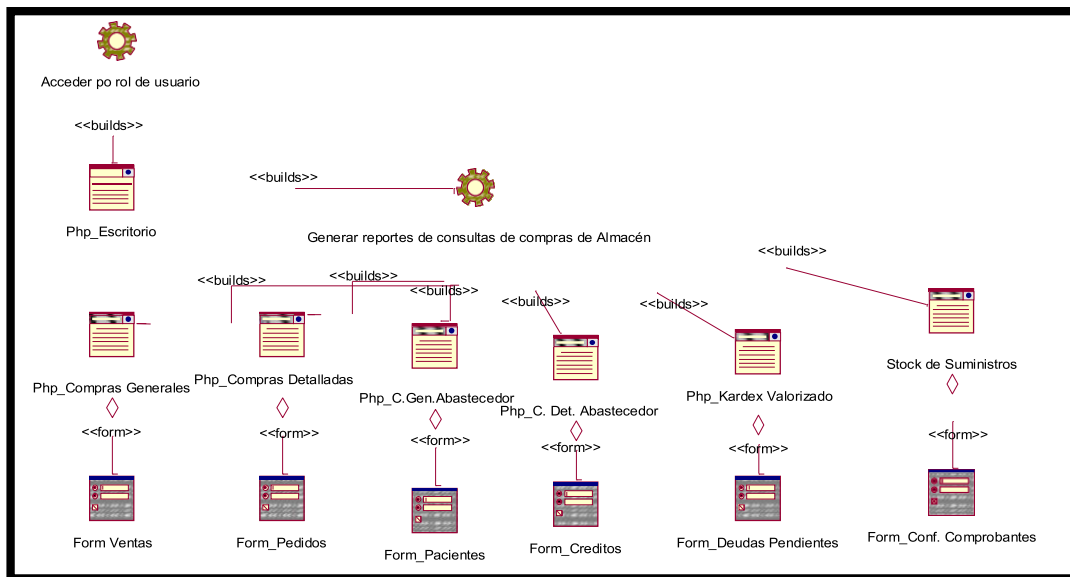 Acceder po rol de usuario
<<builds>>
Php_Escritorio
<<builds>>
Generar reportes de consultas de compras de Almacén
<<builds>>
<<builds>>
<<builds>>
<<builds>>
<<builds>>
<<builds>>
Php_Compras Generales
Php_Compras Detalladas
Php_C.Gen.Abastecedor
Php_C. Det. Abastecedor
Php_Kardex Valorizado
Stock de Suministros
<<form>>
<<form>>
<<form>>
<<form>>
<<form>>
<<form>>
Form Ventas
Form_Pedidos
Form_Pacientes
Form_Creditos
Form_Deudas Pendientes
Form_Conf. Comprobantes